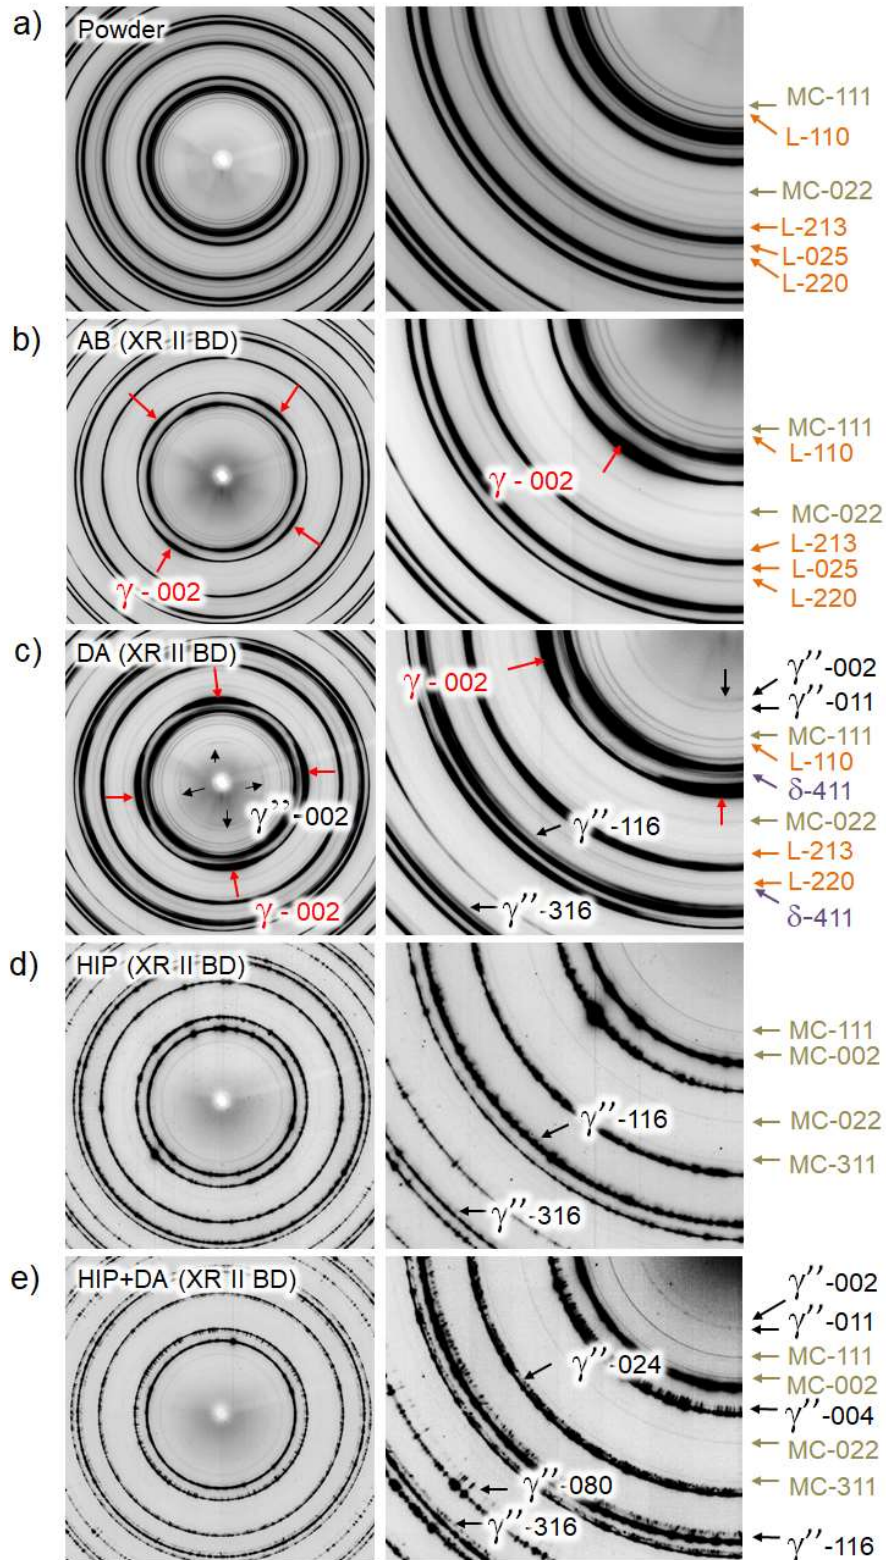 a) Powder
MC-111
L-110
MC-022
L-213
L-025
L-220
b) AB (XR II BD)
γ - 002
γ - 002
MC-111
L-110
MC-022
L-213
L-025
L-220
c) DA (XR II BD)
γ''-002
γ - 002
γ - 002
γ''-116
γ''-316
γ''-002
γ''-011
MC-111
L-110
δ-411
MC-022
L-213
L-220
δ-411
d) HIP (XR II BD)
γ''-116
γ''-316
MC-111
MC-002
MC-022
MC-311
e) HIP+DA (XR II BD)
γ''-024
γ''-080
γ''-316
γ''-002
γ''-011
MC-111
MC-002
γ''-004
MC-022
MC-311
γ''-116